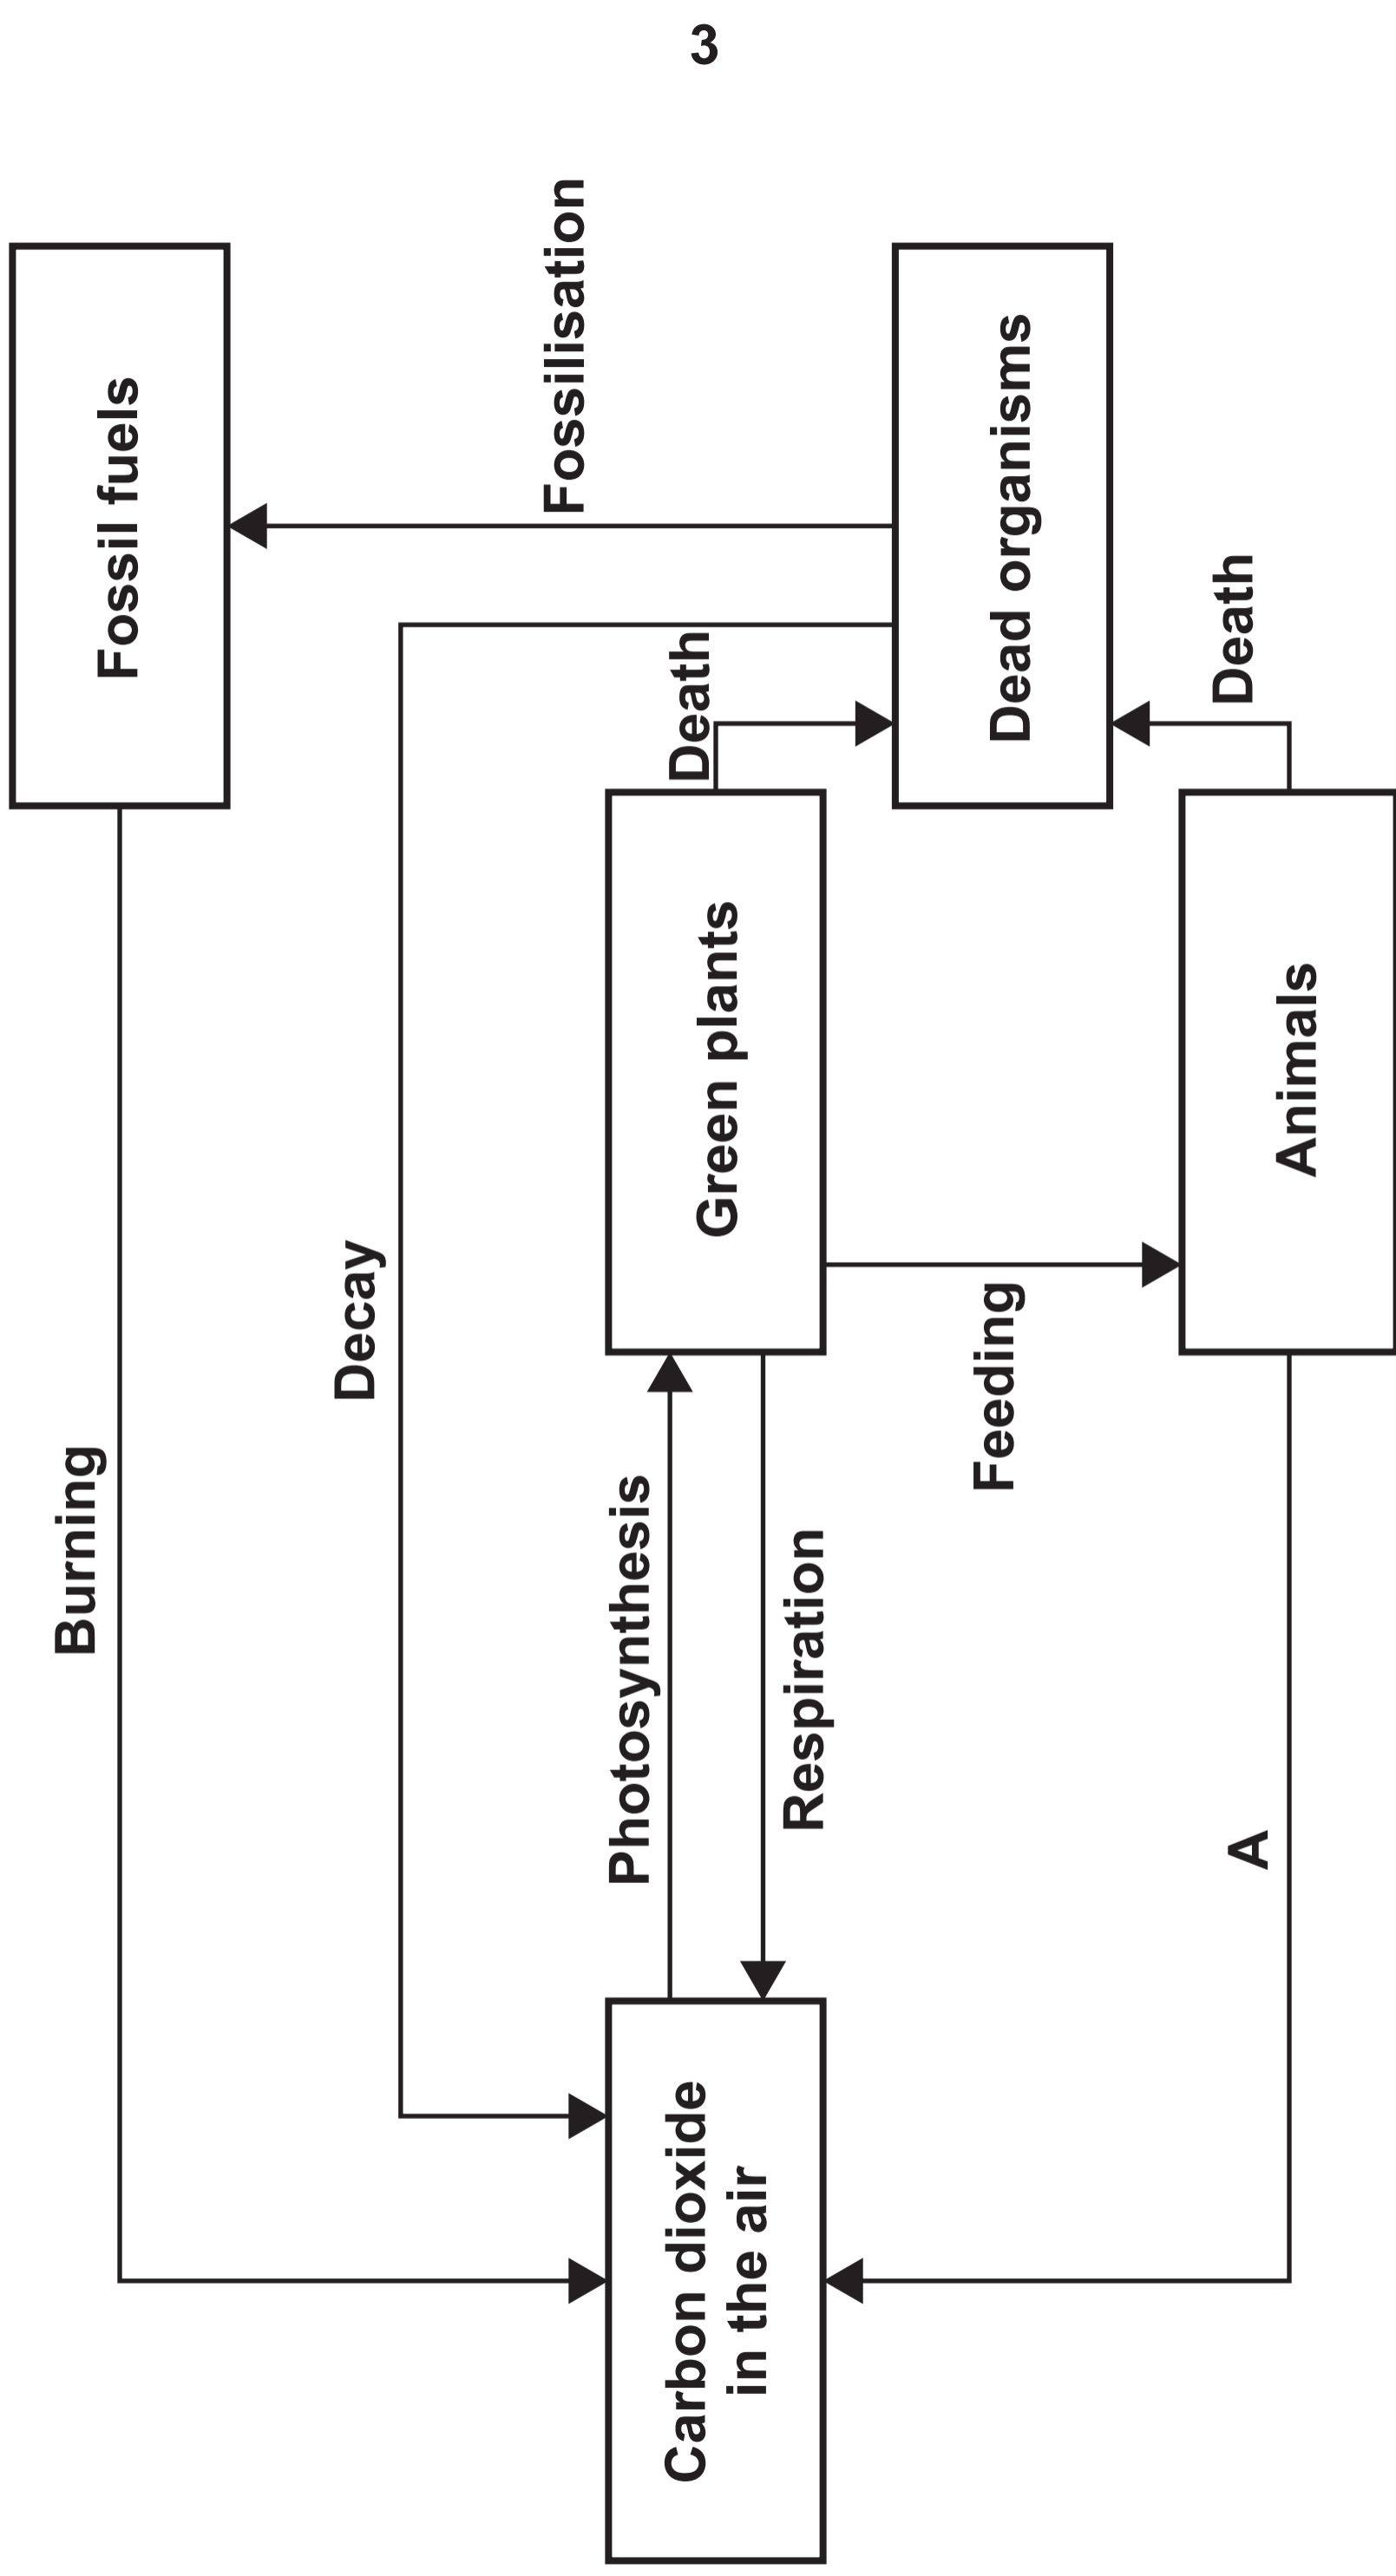 3
Fossil fuels
Fossilisation
Burning
Decay
Death
Dead organisms
Green plants
Death
Photosynthesis
Respiration
Feeding
Animals
Carbon dioxide
in the air
A